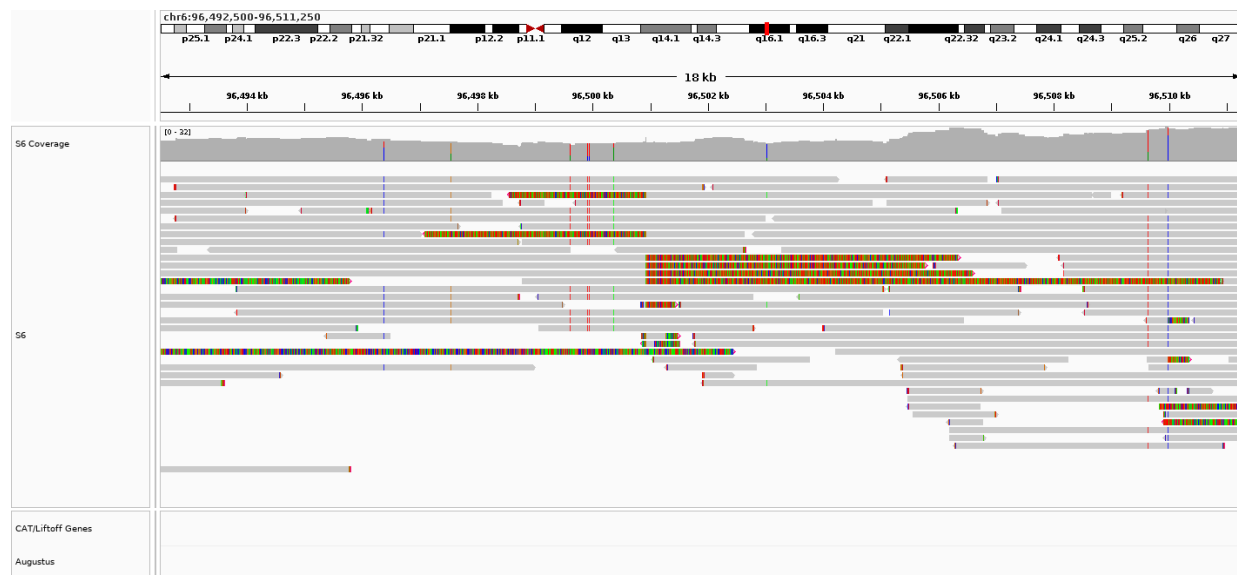 chr6:96,492,500-96,511,250
p25.1 p24.1 p22.3 p22.2 p21.32 p21.1 p12.2 p11.1 q12 q13 q14.1 q14.3 q16.1 q16.3 q21 q22.1 q22.32 q23.2 q24.1 q24.3 q25.2 q26 q27
18 kb
96,494 kb 96,496 kb 96,498 kb 96,500 kb 96,502 kb 96,504 kb 96,506 kb 96,508 kb 96,510 kb
[0 - 32]
S6 Coverage
S6
CAT/Liftoff Genes
Augustus